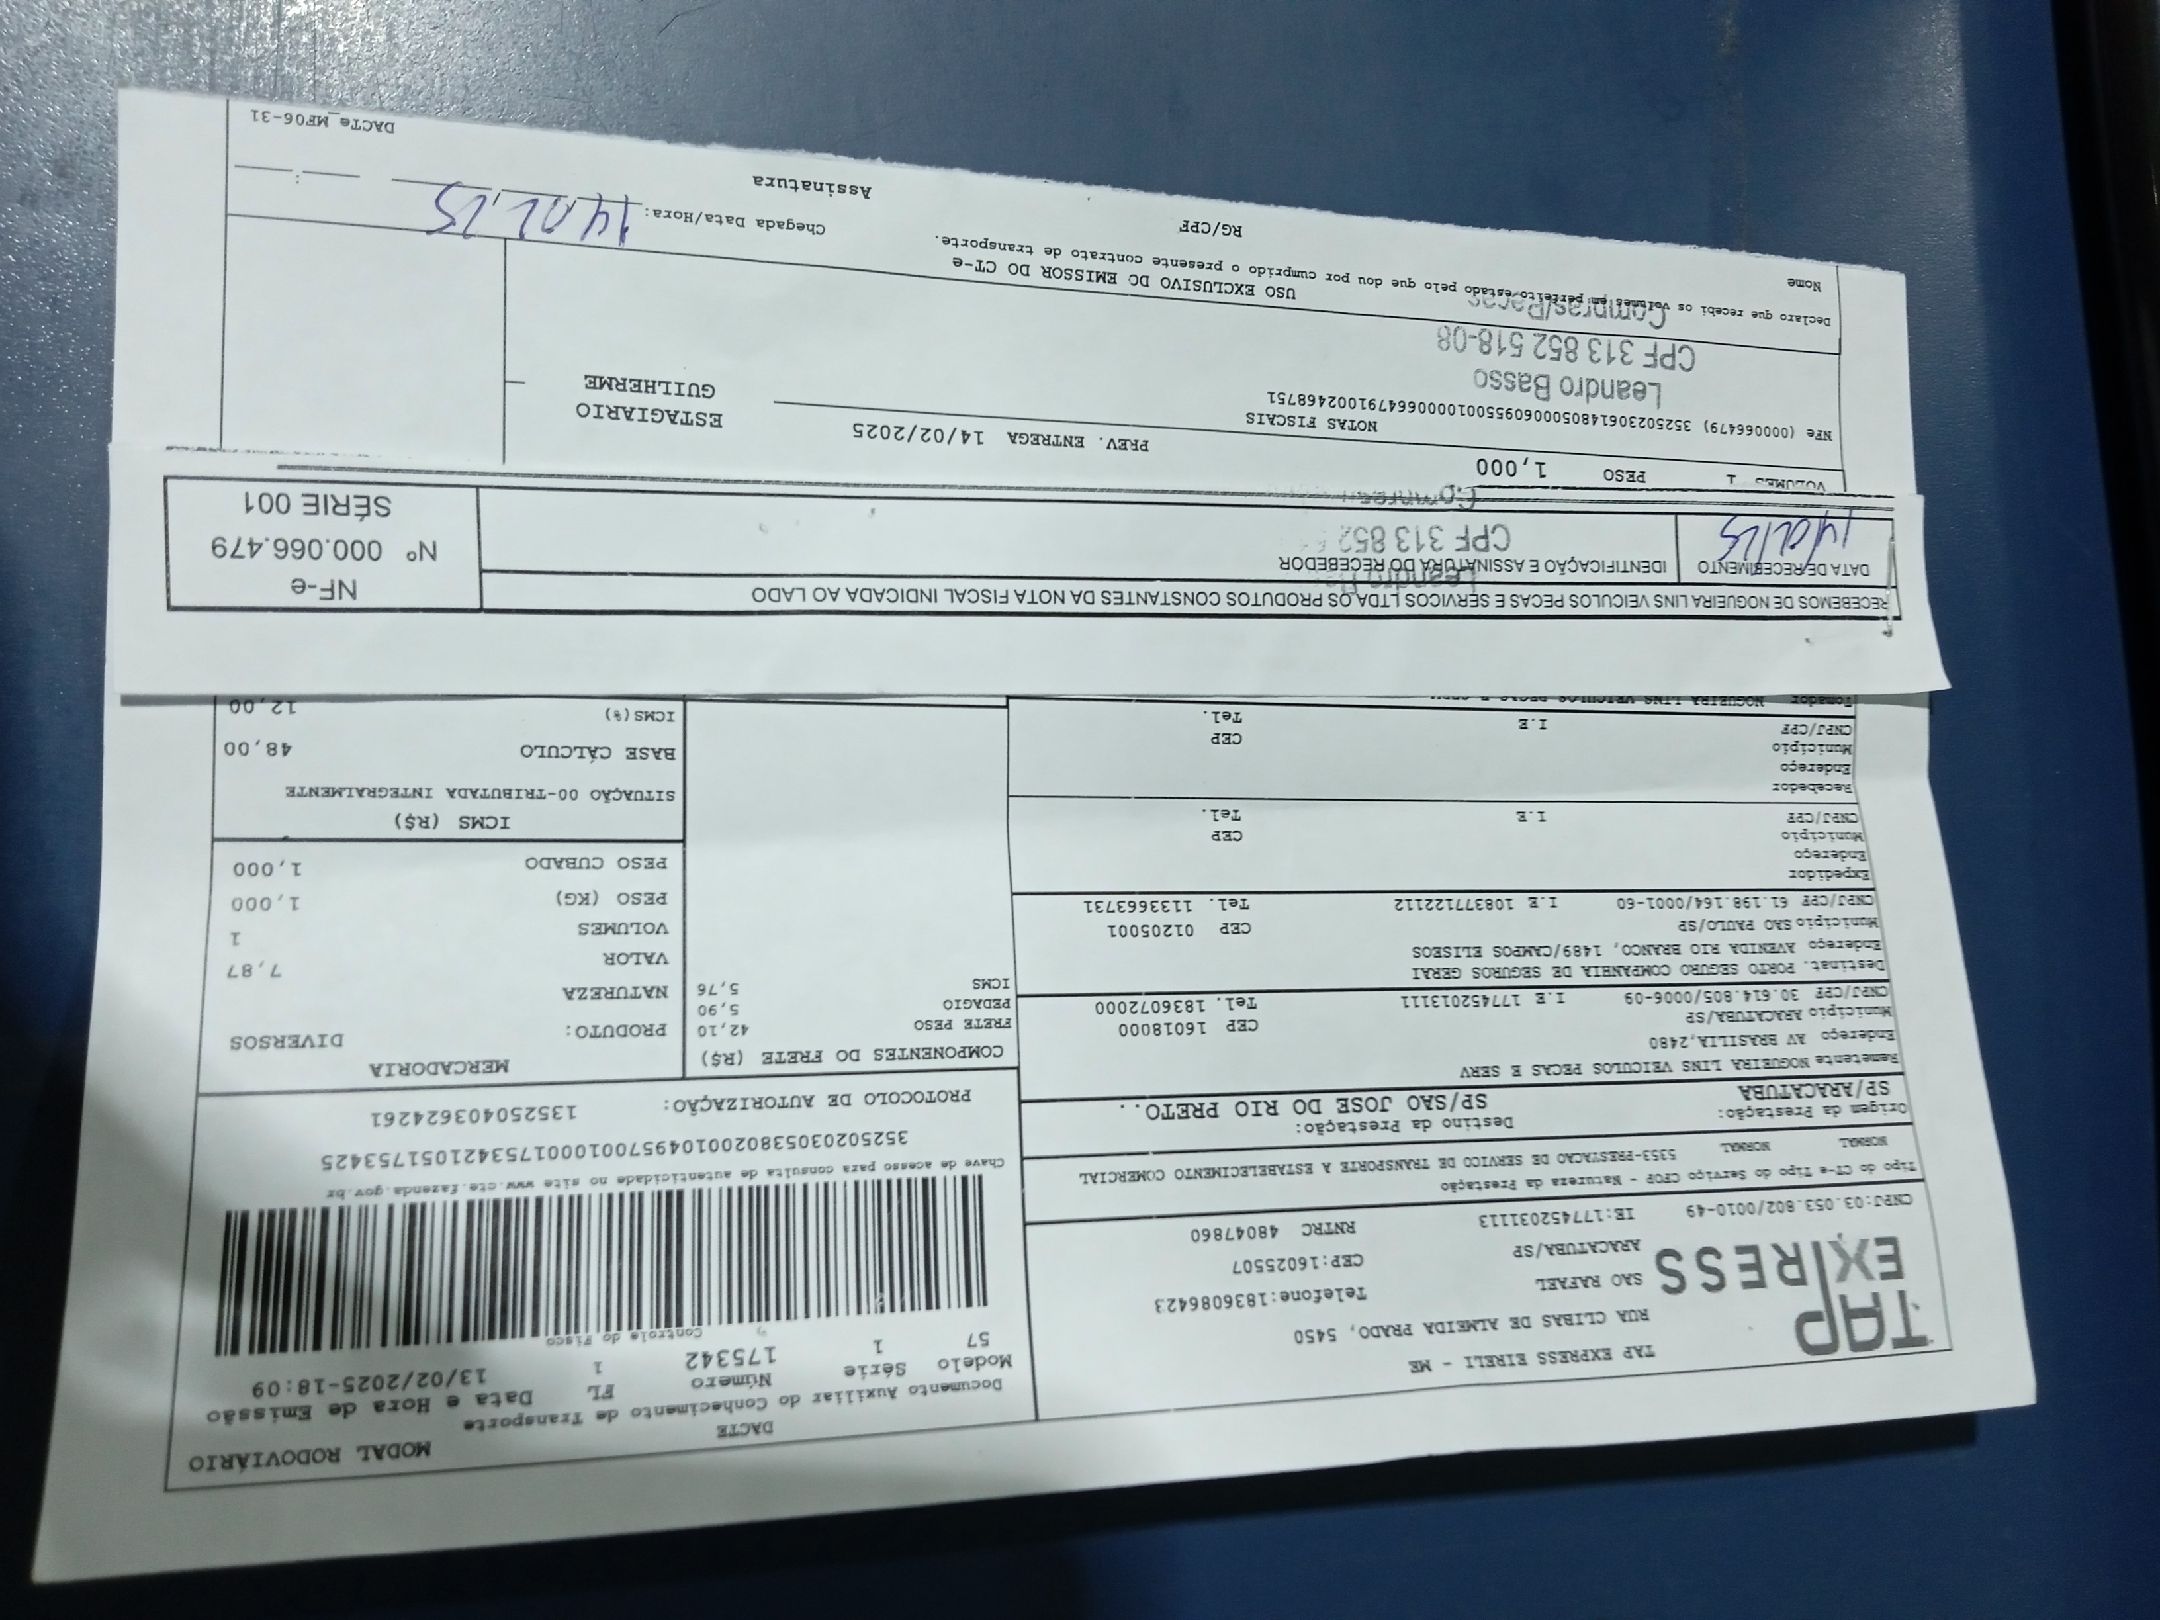 DACTE
MODAL RODOVIÁRIO
Documento Auxiliar do Conhecimento de Transporte
Modelo Série Número FL Data e Hora de Emissão
57 1 175342 1 13/02/2025-18:09
Controle do Fisco
TAP
EXPRESS
TAP EXPRESS EIRELI - ME
RUA CLIBAS DE ALMEIDA PRADO, 5450
SAO RAFAEL Telefone:1836086423
ARACATUBA/SP CEP:16025507
CNPJ:03.053.802/0010-49 IE:177452031113 RNTRC 48047860
Tipo do CT-e Tipo do Serviço CFOP - Natureza da Prestação
NORMAL NORMAL 5353-PRESTACAO DE SERVICO DE TRANSPORTE A ESTABELECIMENTO COMERCIAL
Chave de acesso para consulta de autenticidade no site www.cte.fazenda.gov.br
35250203053802001049570010001753421051753425
PROTOCOLO DE AUTORIZAÇÃO: 135250403624261
Origem da Prestação: Destino da Prestação:
SP/ARACATUBA SP/SAO JOSE DO RIO PRETO..
Remetente NOGUEIRA LINS VEICULOS PECAS E SERV
Endereço AV BRASILIA,2480
Município ARACATUBA/SP CEP 16018000
CNPJ/CPF 30.614.805/0006-09 I.E 177452013111 Tel. 1836072000
Destinat. PORTO SEGURO COMPANHIA DE SEGUROS GERAI
Endereço AVENIDA RIO BRANCO, 1489/CAMPOS ELISEOS
Município SAO PAULO/SP CEP 01205001
CNPJ/CPF 61.198.164/0001-60 I.E 108377122112 Tel. 1133663731
Expedidor
Endereço
Município CEP
CNPJ/CPF I.E Tel.
Recebedor
Endereço
Município CEP
CNPJ/CPF I.E Tel.
Tomador NOGUEIRA LINS VEICULOS PECAS E SERV
COMPONENTES DO FRETE (R$)
FRETE PESO 42,10
PEDAGIO 5,90
ICMS 5,76
MERCADORIA
PRODUTO: DIVERSOS
NATUREZA
VALOR 7,87
VOLUMES 1
PESO (KG) 1,000
PESO CUBADO 1,000
ICMS (R$)
SITUAÇÃO 00-TRIBUTADA INTEGRALMENTE
BASE CÁLCULO 48,00
ICMS(%) 12,00
RECEBEMOS DE NOGUEIRA LINS VEICULOS PECAS E SERVICOS LTDA OS PRODUTOS CONSTANTES DA NOTA FISCAL INDICADA AO LADO
DATA DE RECEBIMENTO
14/02/25
IDENTIFICAÇÃO E ASSINATURA DO RECEBEDOR
Leandro
CPF 313 852
NF-e
Nº 000.066.479
SÉRIE 001
VOLUMES 1 PESO 1,000
NOTAS FISCAIS
NFe (000066479) 35250230614805000609550010000664791002468751
PREV. ENTREGA 14/02/2025
ESTAGIARIO
GUILHERME
Leandro Basso
CPF 313 852 518-08
Compras/Peças
USO EXCLUSIVO DO EMISSOR DO CT-e
Declaro que recebi os volumes em perfeito estado pelo que dou por cumprido o presente contrato de transporte.
Chegada Data/Hora: 14/02/25
Nome RG/CPF Assinatura
DACTe_MF06-31